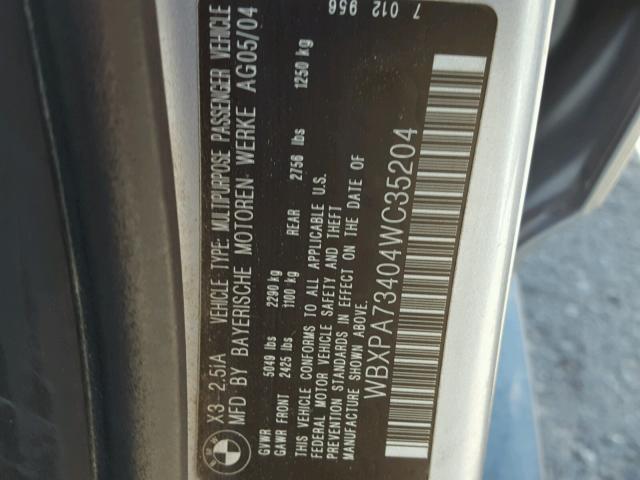 X3 2.5IA VEHICLE TYPE: MULTIPURPOSE PASSENGER VEHICLE
MFD BY BAYERISCHE MOTOREN WERKE AG05/04
GVWR 5049 lbs 2290 kg
GAWR FRONT 2425 lbs 1100 kg REAR 2756 lbs 1250 kg
THIS VEHICLE CONFORMS TO ALL APPLICABLE U.S.
FEDERAL MOTOR VEHICLE SAFETY AND THEFT
PREVENTION STANDARDS IN EFFECT ON THE DATE OF
MANUFACTURE SHOWN ABOVE.
WBXPA73404WC35204
7 012 956